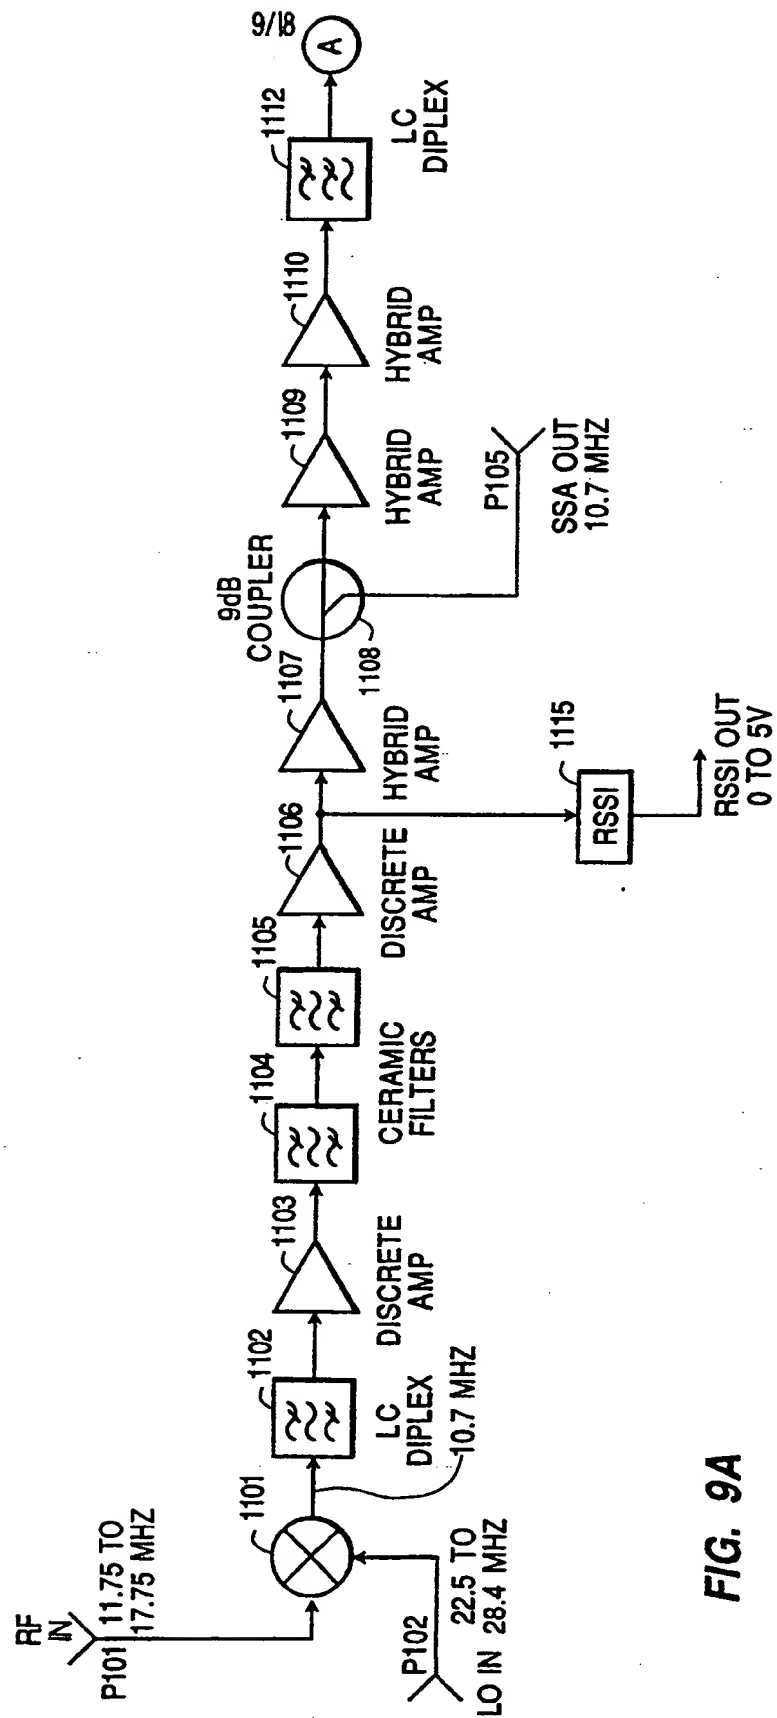 RF
IN
P101
11.75 TO
17.75 MHZ
1101
P102
22.5 TO
LO IN 28.4 MHZ
10.7 MHZ
1102
LC
DIPLEX
1103
DISCRETE
AMP
1104
1105
CERAMIC
FILTERS
1106
DISCRETE
AMP
1115
RSSI
RSSI OUT
0 TO 5V
1107
HYBRID
AMP
9dB
COUPLER
1108
P105
SSA OUT
10.7 MHZ
1109
HYBRID
AMP
1110
HYBRID
AMP
1112
LC
DIPLEX
9/18
A
FIG. 9A